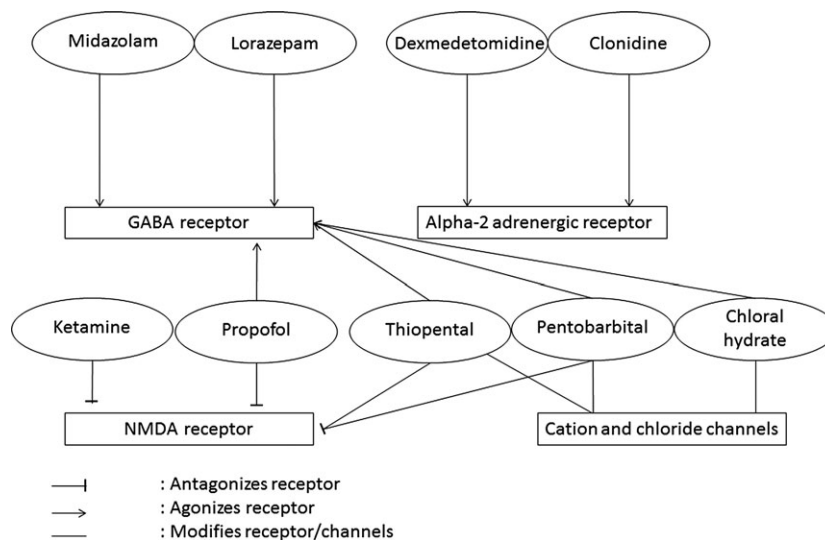 Midazolam
Lorazepam
Dexmedetomidine
Clonidine
GABA receptor
Alpha-2 adrenergic receptor
Ketamine
Propofol
Thiopental
Pentobarbital
Chloral
hydrate
NMDA receptor
Cation and chloride channels
: Antagonizes receptor
: Agonizes receptor
: Modifies receptor/channels